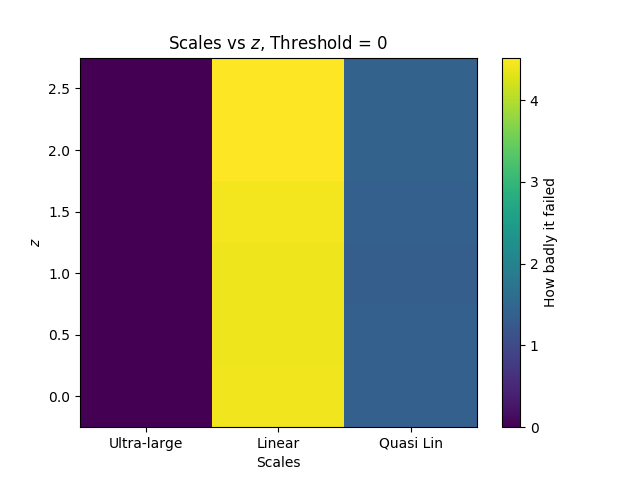 Scales vs z, Threshold = 0
2.5
2.0
1.5
1.0
0.5
0.0
z
Ultra-large Linear Quasi Lin
Scales
4
3
2
1
0
How badly it failed